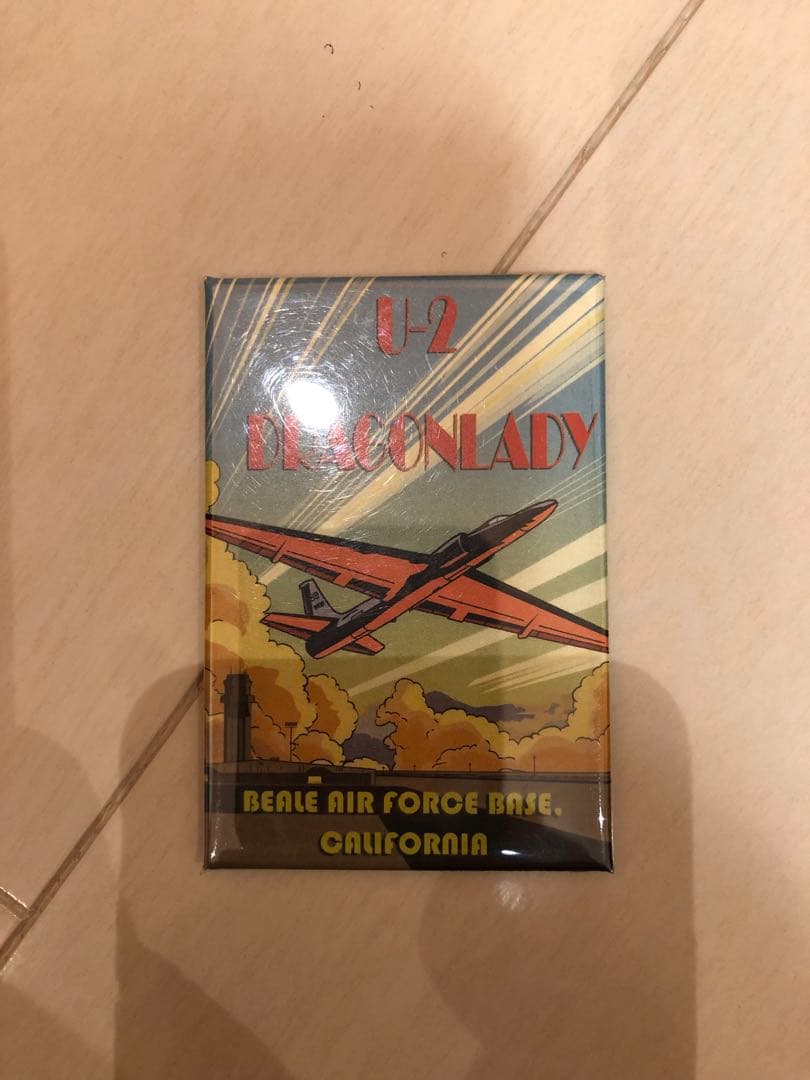 U-2
DRAGONLADY
BEALE AIR FORCE BASE,
CALIFORNIA